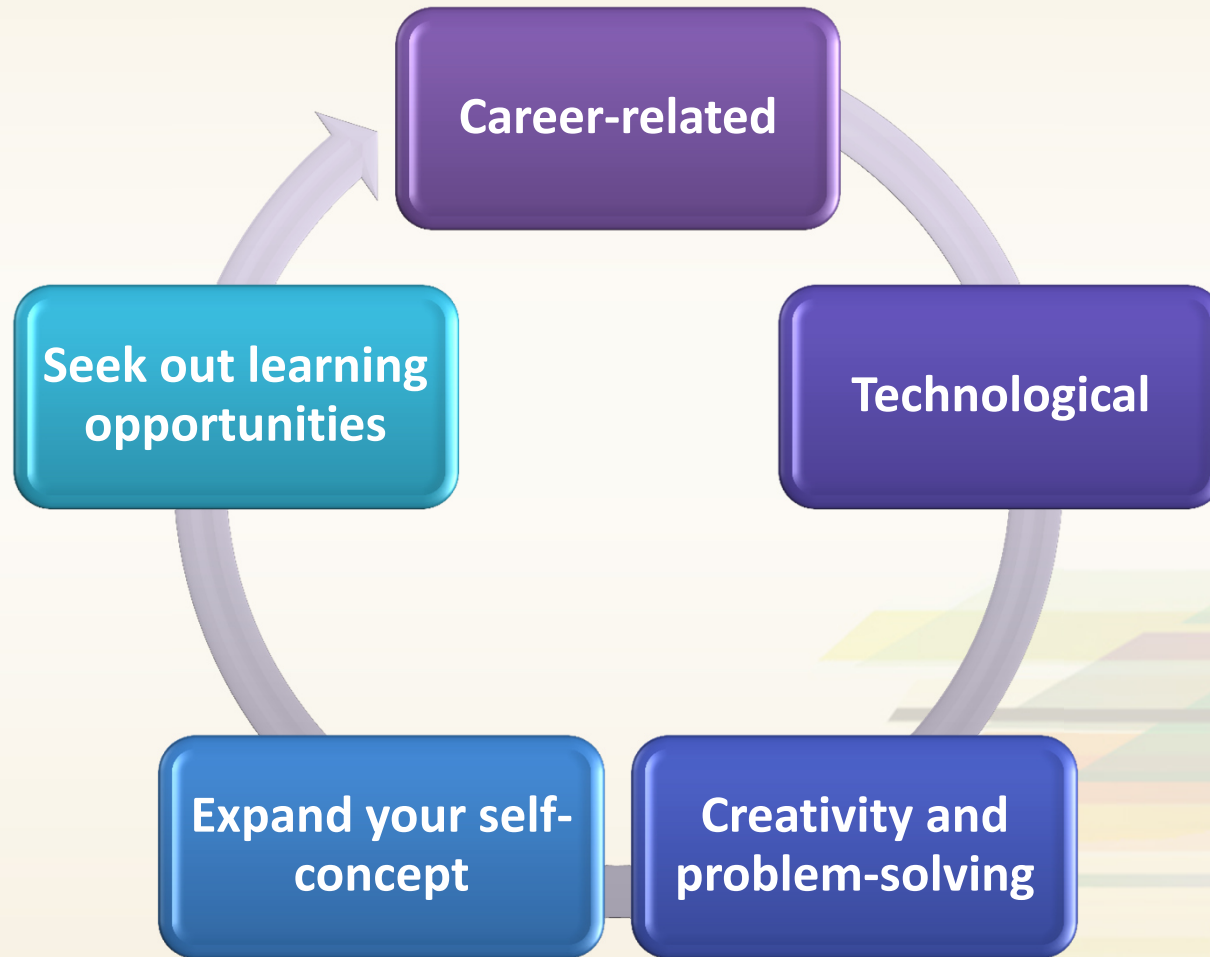 Career-related
Technological
Creativity and
problem-solving
Expand your self-
concept
Seek out learning
opportunities